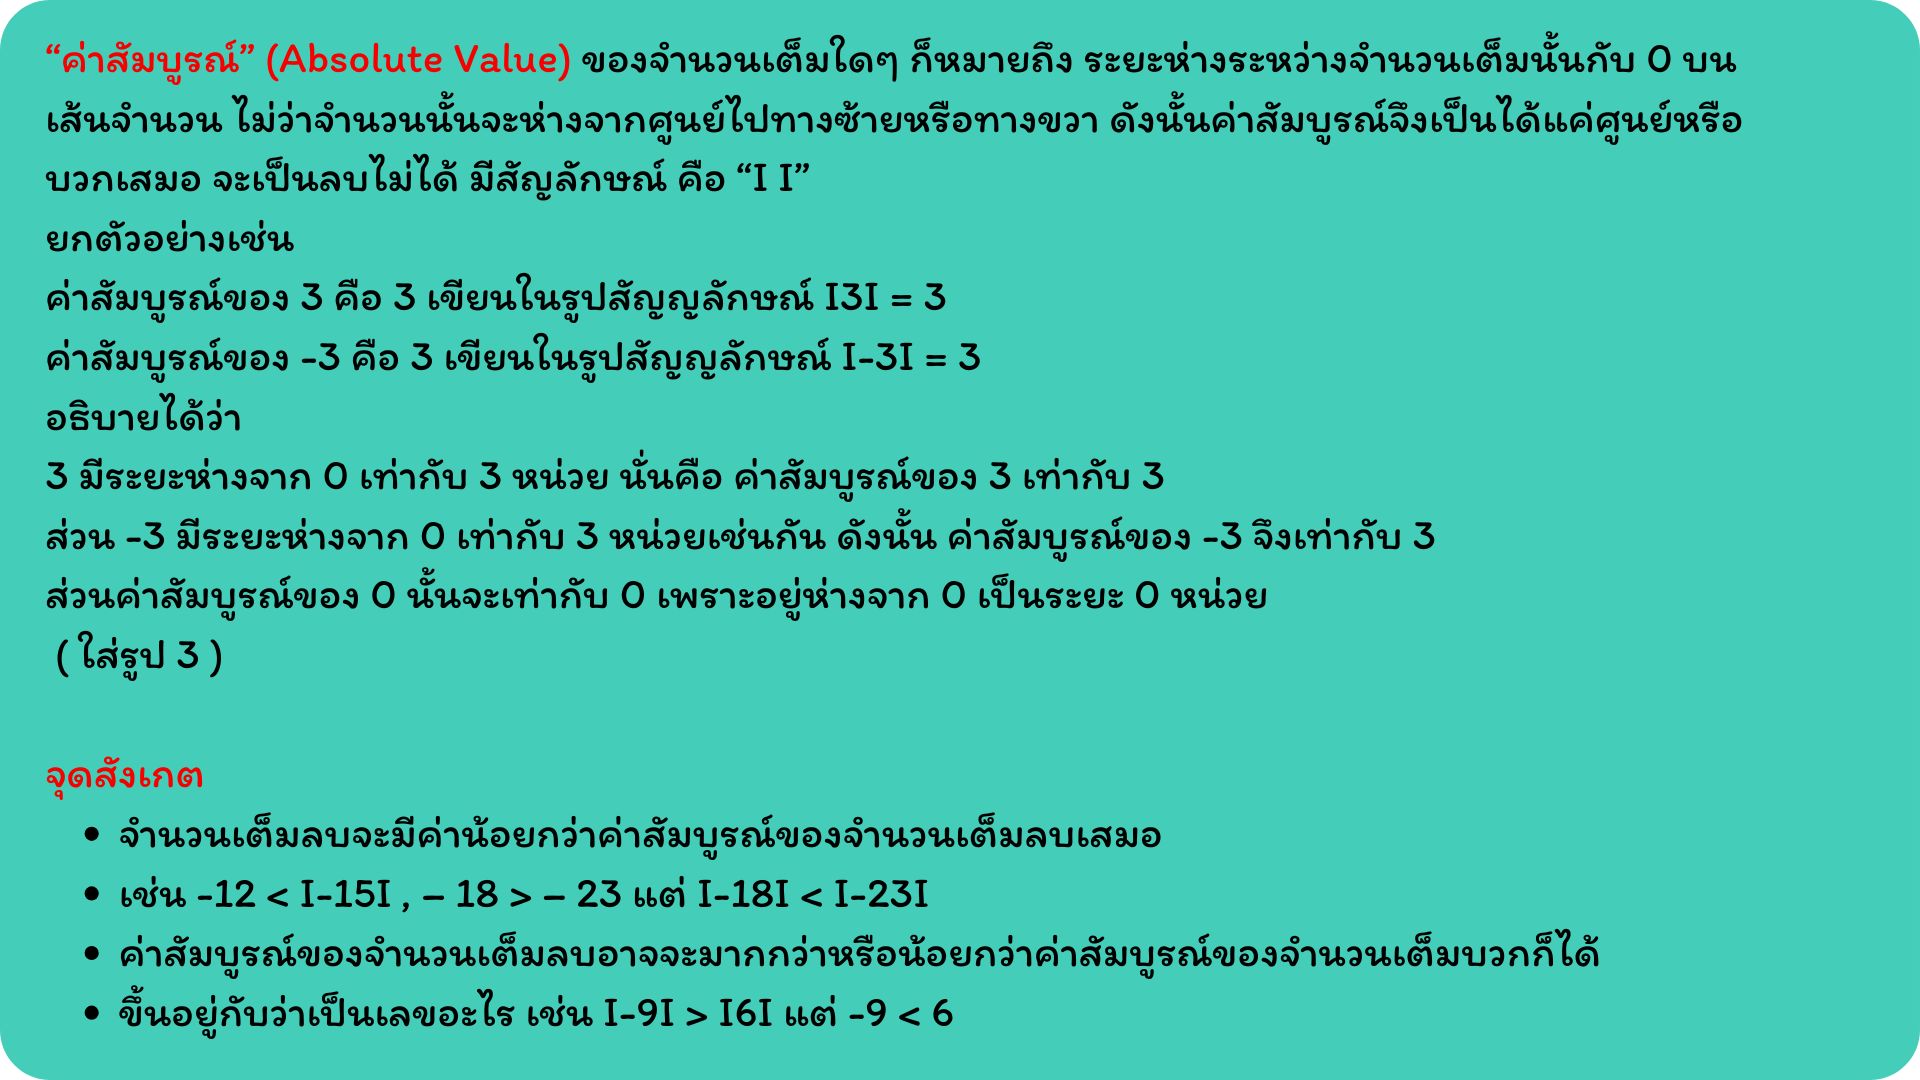 “ค่าสัมบูรณ์” (Absolute Value) ของจำนวนเต็มใดๆ ก็หมายถึง ระยะห่างระหว่างจำนวนเต็มนั้นกับ 0 บน
เส้นจำนวน ไม่ว่าจำนวนนั้นจะห่างจากศูนย์ไปทางซ้ายหรือทางขวา ดังนั้นค่าสัมบูรณ์จึงเป็นได้แค่ศูนย์หรือ
บวกเสมอ จะเป็นลบไม่ได้ มีสัญลักษณ์ คือ “I I”
ยกตัวอย่างเช่น
ค่าสัมบูรณ์ของ 3 คือ 3 เขียนในรูปสัญญลักษณ์ I3I = 3
ค่าสัมบูรณ์ของ -3 คือ 3 เขียนในรูปสัญญลักษณ์ I-3I = 3
อธิบายได้ว่า
3 มีระยะห่างจาก 0 เท่ากับ 3 หน่วย นั่นคือ ค่าสัมบูรณ์ของ 3 เท่ากับ 3
ส่วน -3 มีระยะห่างจาก 0 เท่ากับ 3 หน่วยเช่นกัน ดังนั้น ค่าสัมบูรณ์ของ -3 จึงเท่ากับ 3
ส่วนค่าสัมบูรณ์ของ 0 นั้นจะเท่ากับ 0 เพราะอยู่ห่างจาก 0 เป็นระยะ 0 หน่วย
( ใส่รูป 3 )
จุดสังเกต
• จำนวนเต็มลบจะมีค่าน้อยกว่าค่าสัมบูรณ์ของจำนวนเต็มลบเสมอ
• เช่น -12 < I-15I , – 18 > – 23 แต่ I-18I < I-23I
• ค่าสัมบูรณ์ของจำนวนเต็มลบอาจจะมากกว่าหรือน้อยกว่าค่าสัมบูรณ์ของจำนวนเต็มบวกก็ได้
• ขึ้นอยู่กับว่าเป็นเลขอะไร เช่น I-9I > I6I แต่ -9 < 6